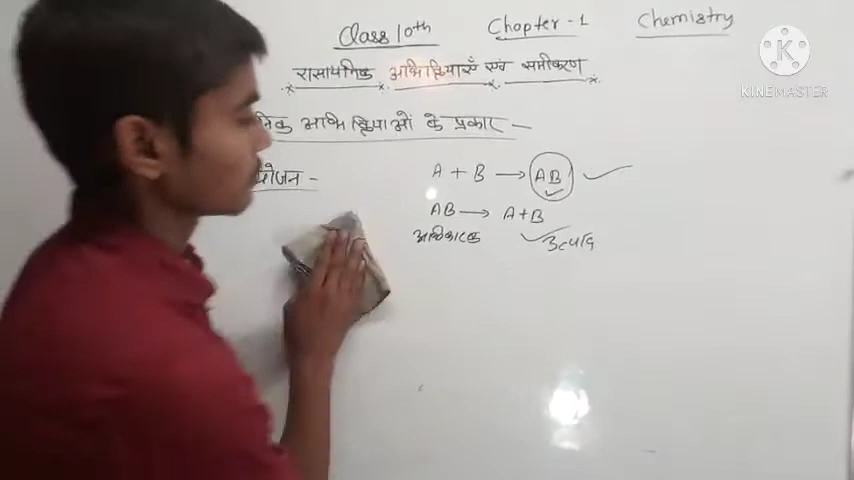 Class 10th Chapter-1 Chemistry
रासायनिक अभिक्रियाएँ एवं समीकरण
अभिक्रियाओं के प्रकार -
A + B → AB
AB → A + B
अभिकारक उत्पाद
KINEMASTER